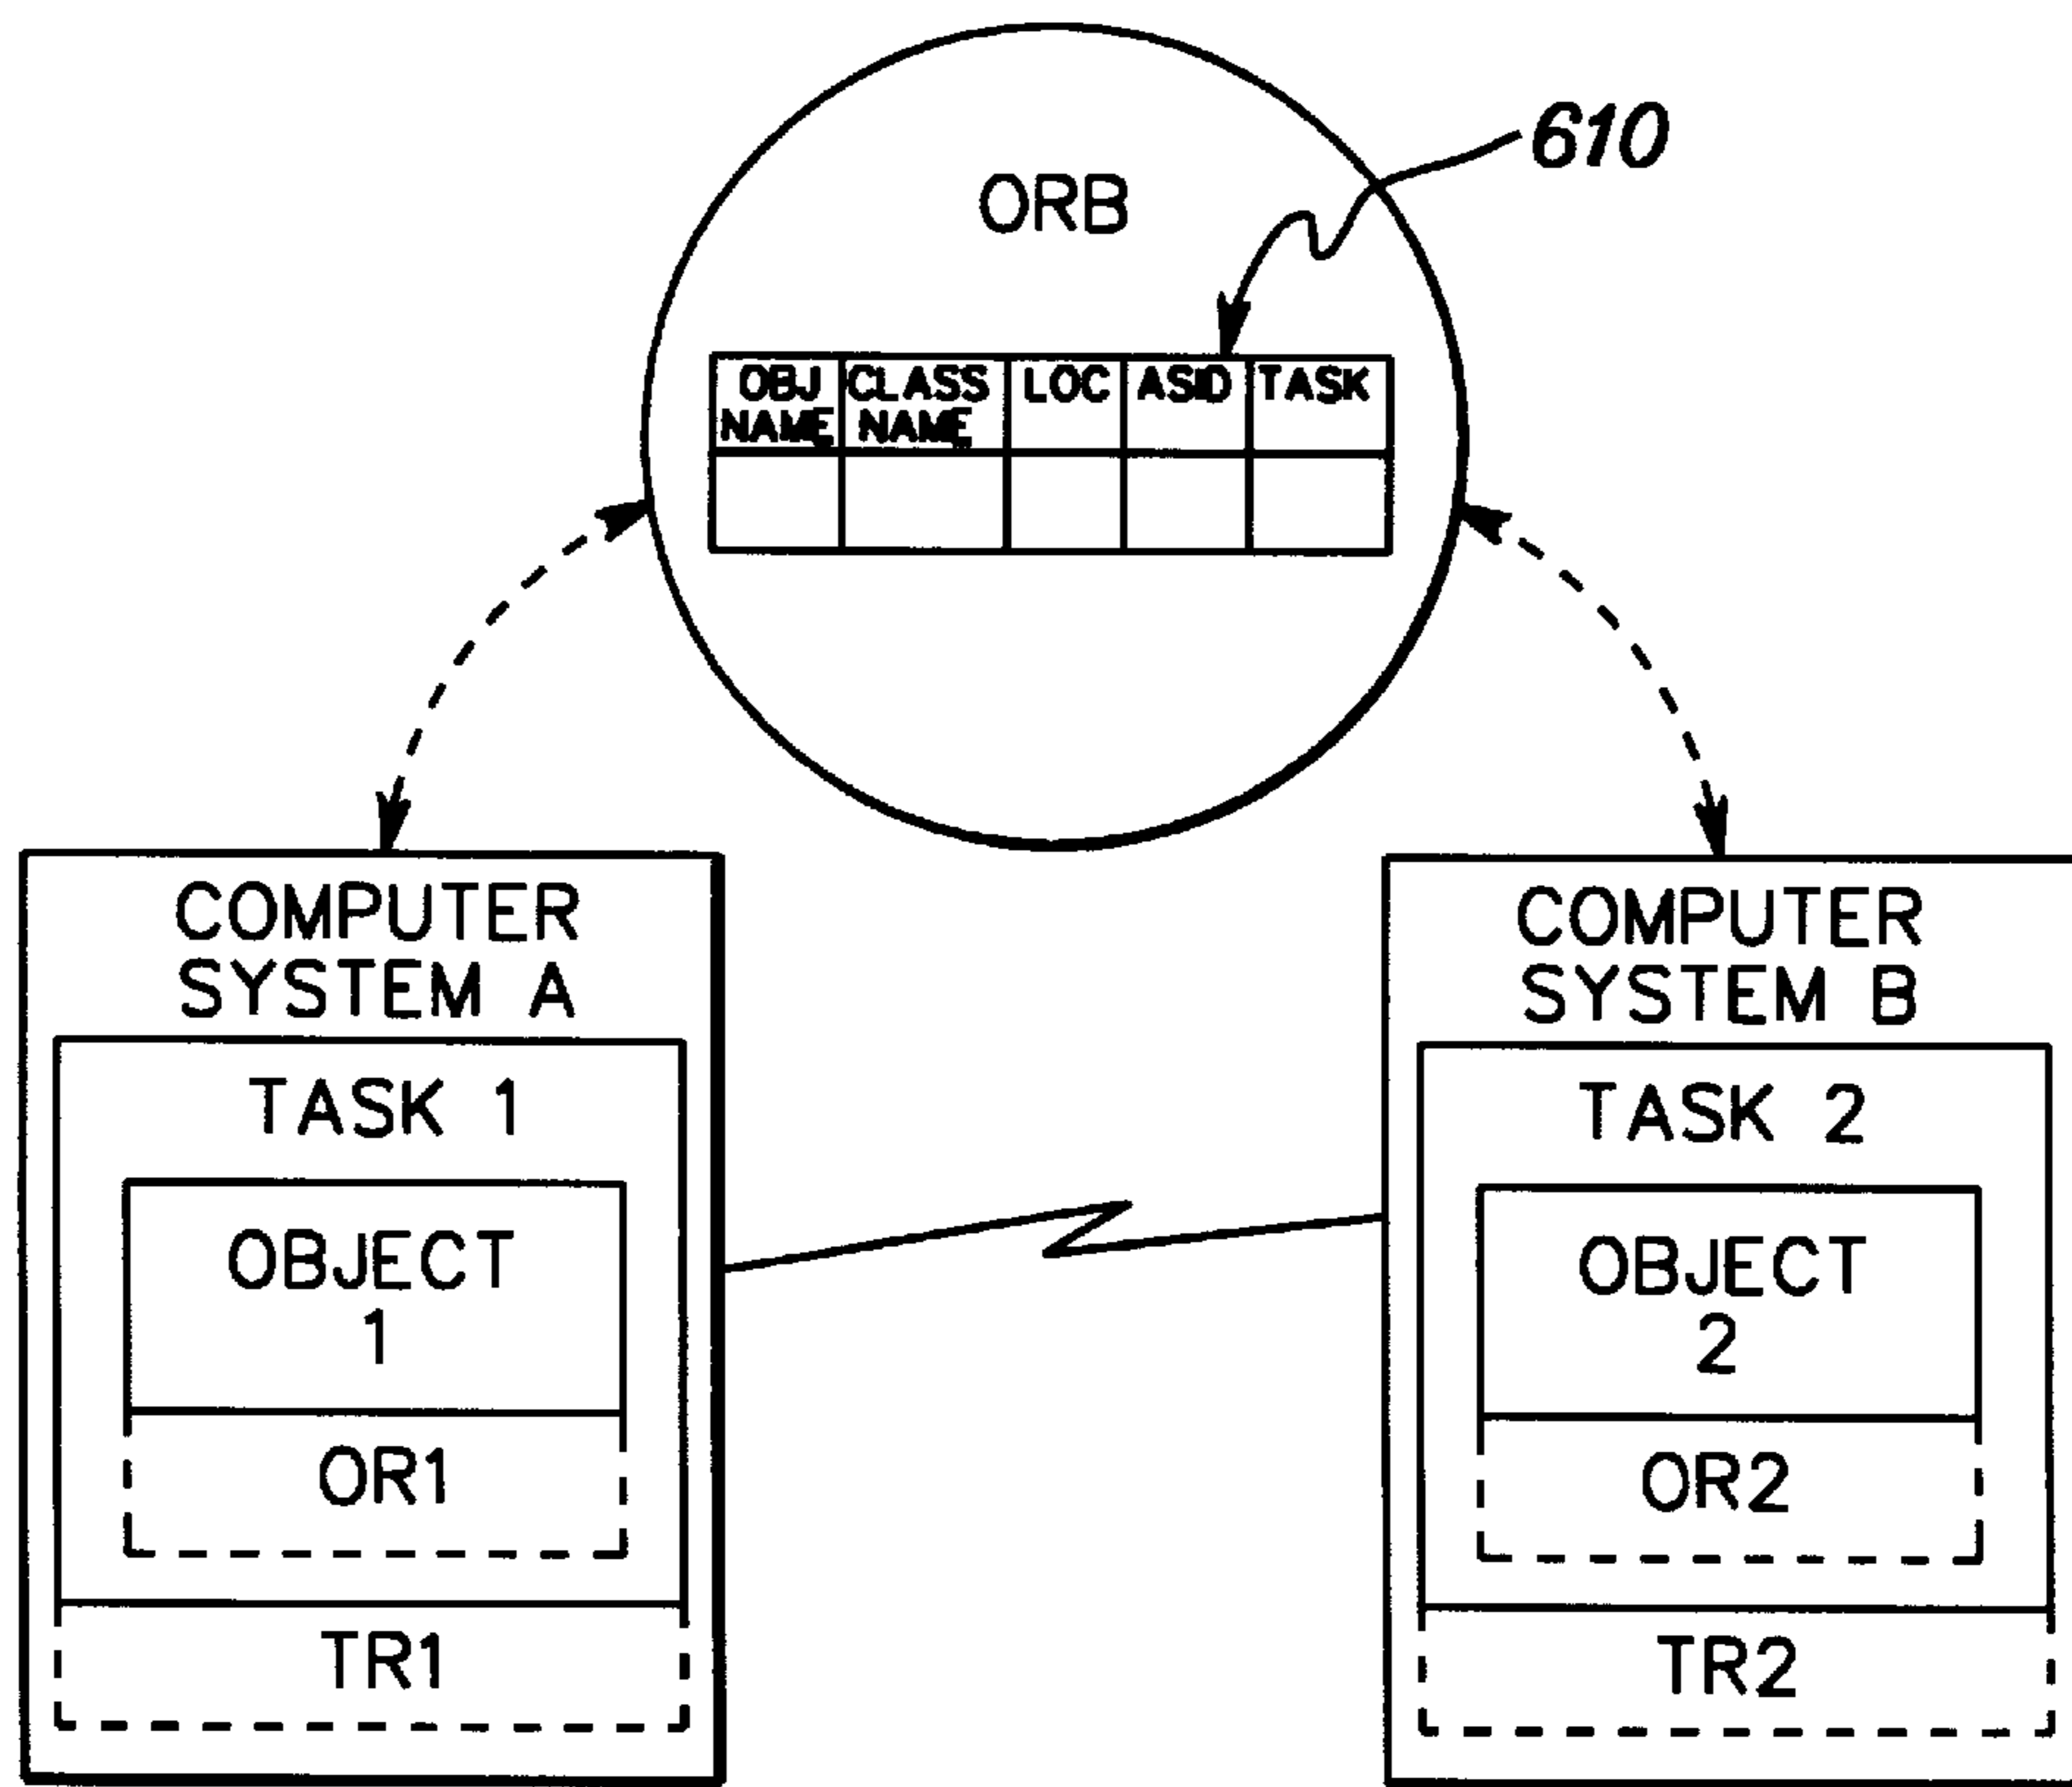 610
ORB
OBJ NAME
CLASS NAME
LOC
ASID
TASK
COMPUTER
SYSTEM A
TASK 1
OBJECT
1
OR1
TR1
COMPUTER
SYSTEM B
TASK 2
OBJECT
2
OR2
TR2